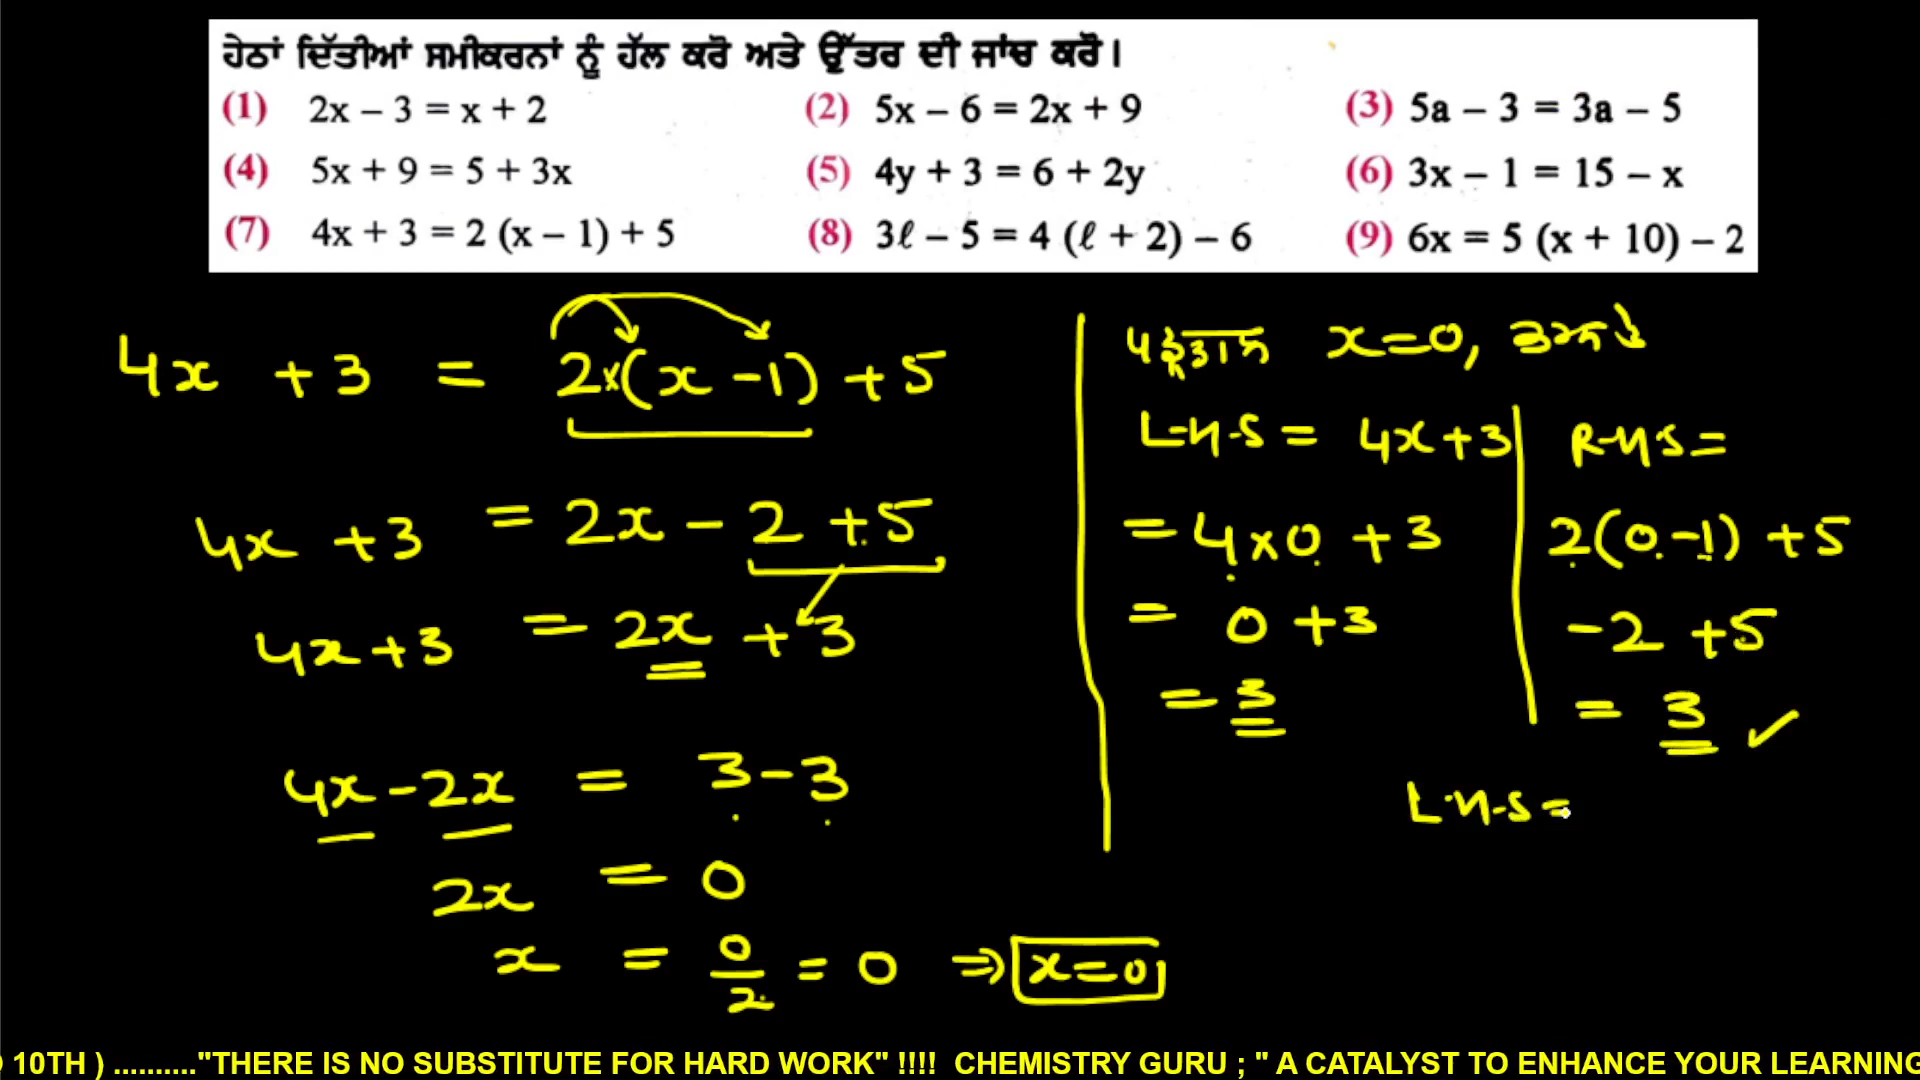 ਹੇਠਾਂ ਦਿੱਤੀਆਂ ਸਮੀਕਰਨਾਂ ਨੂੰ ਹੱਲ ਕਰੋ ਅਤੇ ਉੱਤਰ ਦੀ ਜਾਂਚ ਕਰੋ।
(1) 2x – 3 = x + 2 (2) 5x – 6 = 2x + 9 (3) 5a – 3 = 3a – 5
(4) 5x + 9 = 5 + 3x (5) 4y + 3 = 6 + 2y (6) 3x – 1 = 15 – x
(7) 4x + 3 = 2 (x – 1) + 5 (8) 3ℓ – 5 = 4 (ℓ + 2) – 6 (9) 6x = 5 (x + 10) – 2
4x + 3 = 2×(x – 1) + 5
4x + 3 = 2x – 2 + 5
4x + 3 = 2x + 3
4x – 2x = 3 – 3
2x = 0
x = 0/2 = 0 ⇒ x = 0
x = 0,
L.H.S = 4x + 3
= 4 × 0 + 3
= 0 + 3
= 3
R.H.S =
2(0 – 1) + 5
– 2 + 5
= 3 ✓
L.H.S =
10TH ) .........."THERE IS NO SUBSTITUTE FOR HARD WORK" !!!! CHEMISTRY GURU ; " A CATALYST TO ENHANCE YOUR LEARNING